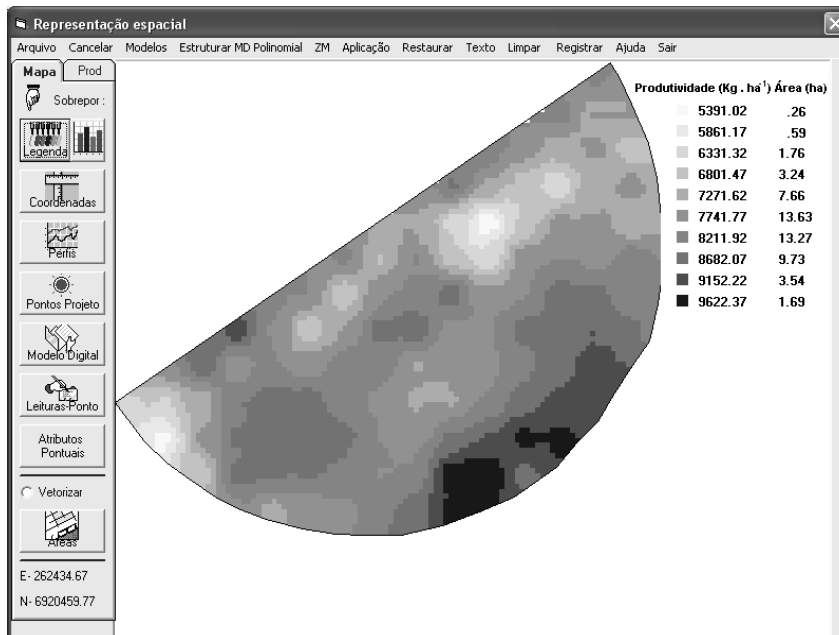 Representação espacial
Arquivo Cancelar Modelos Estruturar MD Polinomial ZM Aplicação Restaurar Texto Limpar Registrar Ajuda Sair
Mapa Prod
Sobrepor :
Legenda
Coordenadas
Perfis
Pontos Projeto
Modelo Digital
Leituras-Ponto
Atributos
Pontuais
Vetorizar
Áreas
E- 262434.67
N- 6920459.77
Produtividade (Kg . ha⁻¹) Área (ha)
5391.02 .26
5861.17 .59
6331.32 1.76
6801.47 3.24
7271.62 7.66
7741.77 13.63
8211.92 13.27
8682.07 9.73
9152.22 3.54
9622.37 1.69